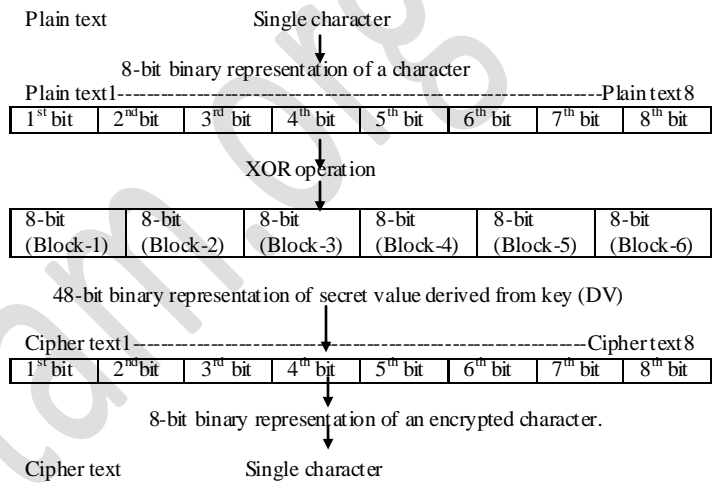 Plain text Single character
8-bit binary representation of a character
Plain text1--------------------------------------------------------Plain text8
1st bit 2nd bit 3rd bit 4th bit 5th bit 6th bit 7th bit 8th bit
XOR operation
8-bit (Block-1) 8-bit (Block-2) 8-bit (Block-3) 8-bit (Block-4) 8-bit (Block-5) 8-bit (Block-6)
48-bit binary representation of secret value derived from key (DV)
Cipher text1----------------------------------------------------Cipher text8
1st bit 2nd bit 3rd bit 4th bit 5th bit 6th bit 7th bit 8th bit
8-bit binary representation of an encrypted character.
Cipher text Single character
tam.org